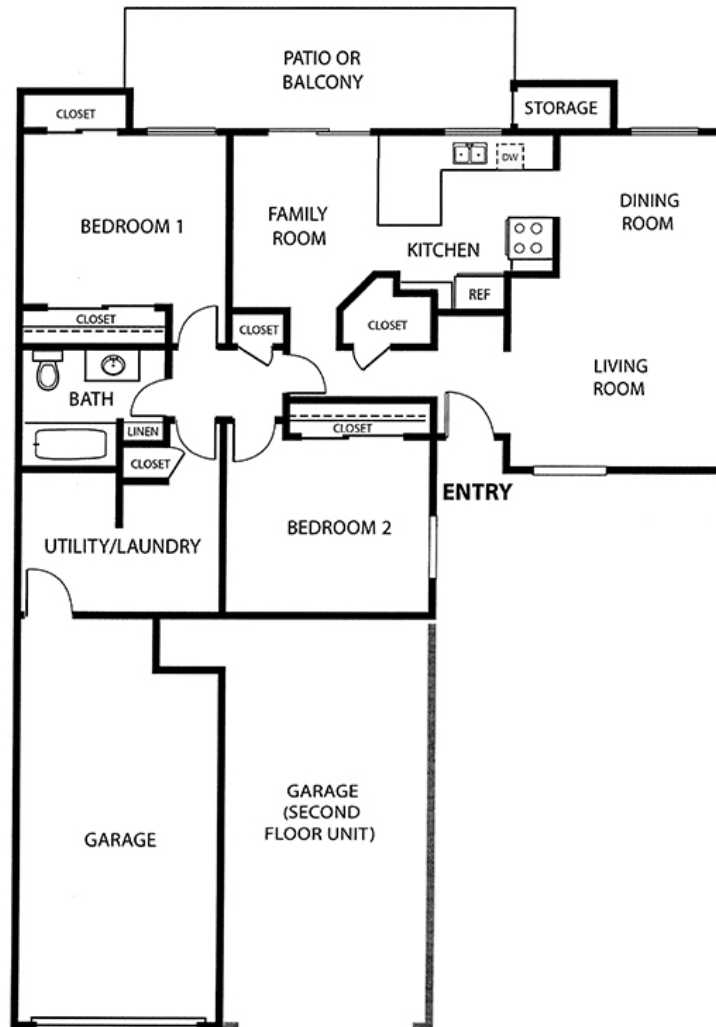 PATIO OR
BALCONY
CLOSET
STORAGE
DW
DINING
ROOM
FAMILY
ROOM
BEDROOM 1
KITCHEN
REF
CLOSET
CLOSET
CLOSET
LIVING
ROOM
BATH
LINEN
CLOSET
CLOSET
ENTRY
BEDROOM 2
UTILITY/LAUNDRY
GARAGE
(SECOND
FLOOR UNIT)
GARAGE